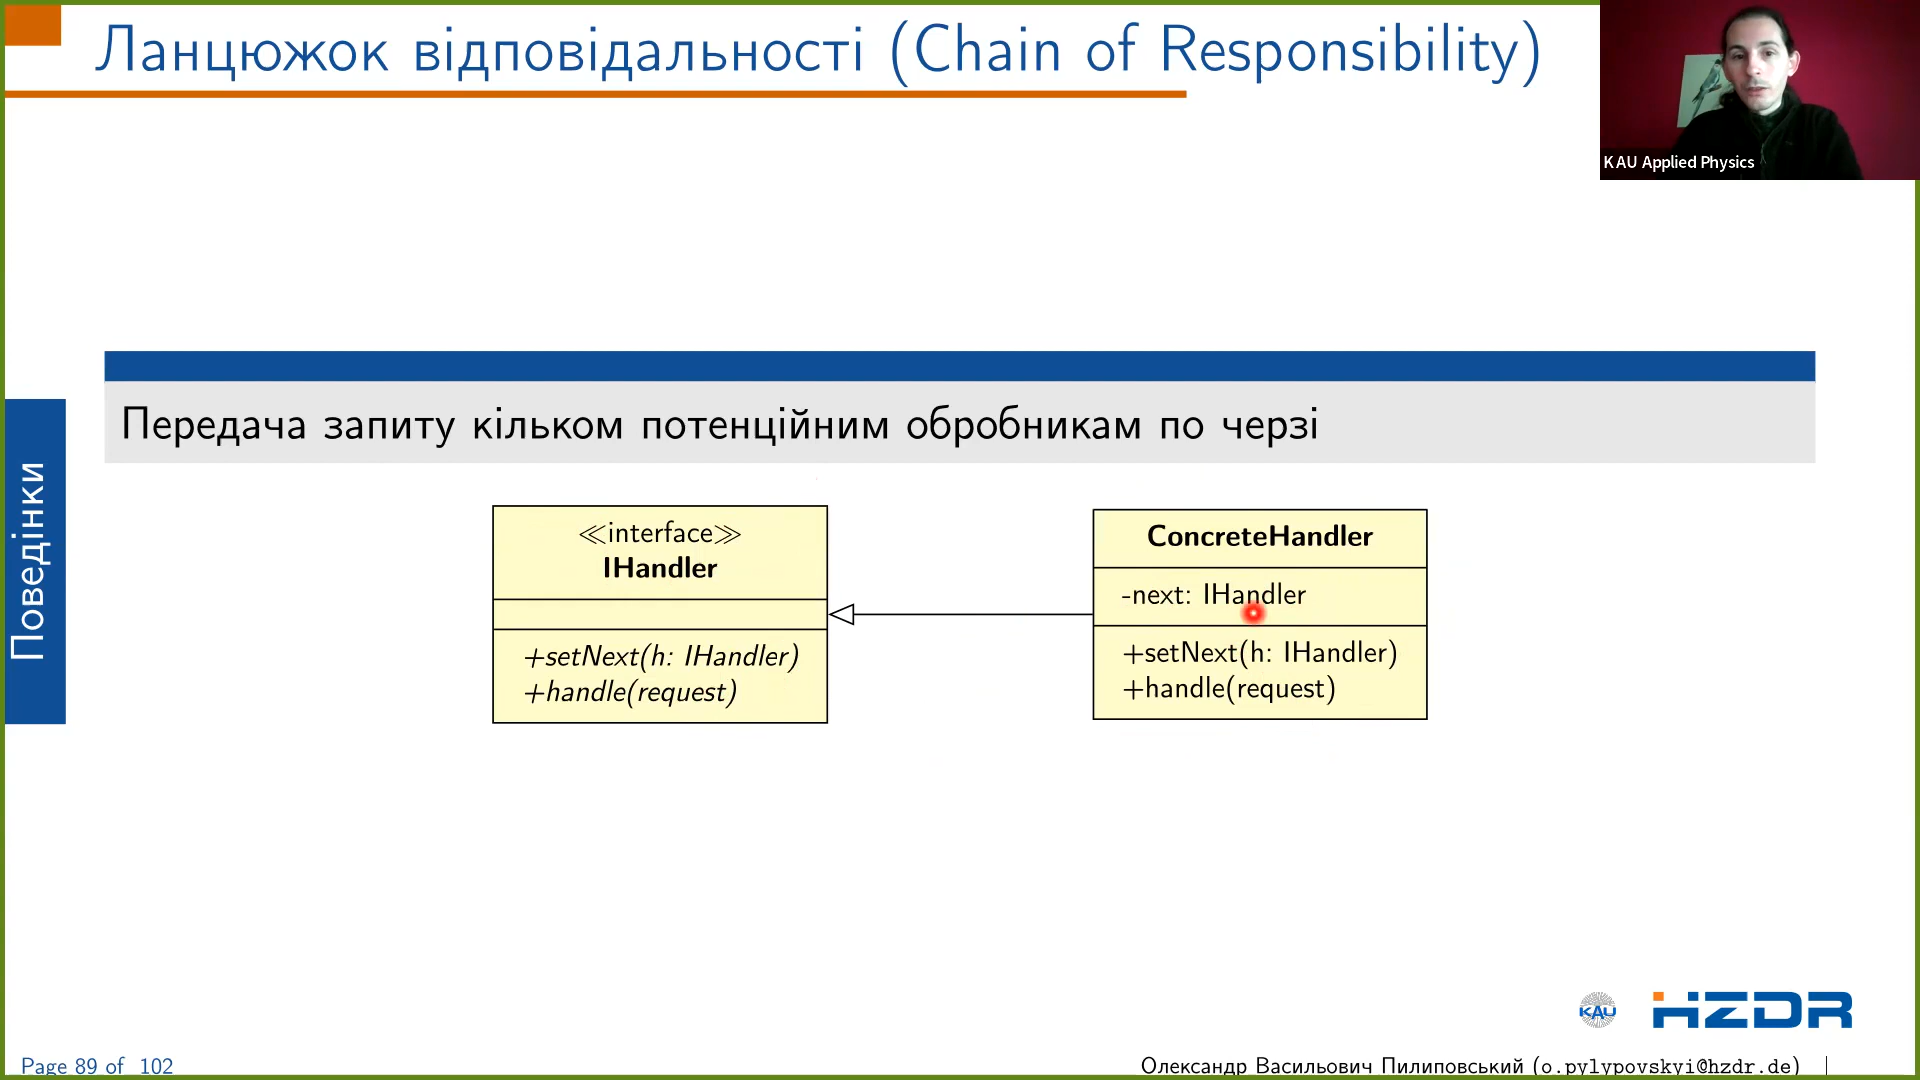 Ланцюжок відповідальності (Chain of Responsibility)
KAU Applied Physics
Передача запиту кільком потенційним обробникам по черзі
Поведінки
≪interface≫
IHandler
+setNext(h: IHandler)
+handle(request)
ConcreteHandler
-next: IHandler
+setNext(h: IHandler)
+handle(request)
KAU
HZDR
Page 89 of 102
Олександр Васильович Пилиповський (o.pylypovskyi@hzdr.de) |